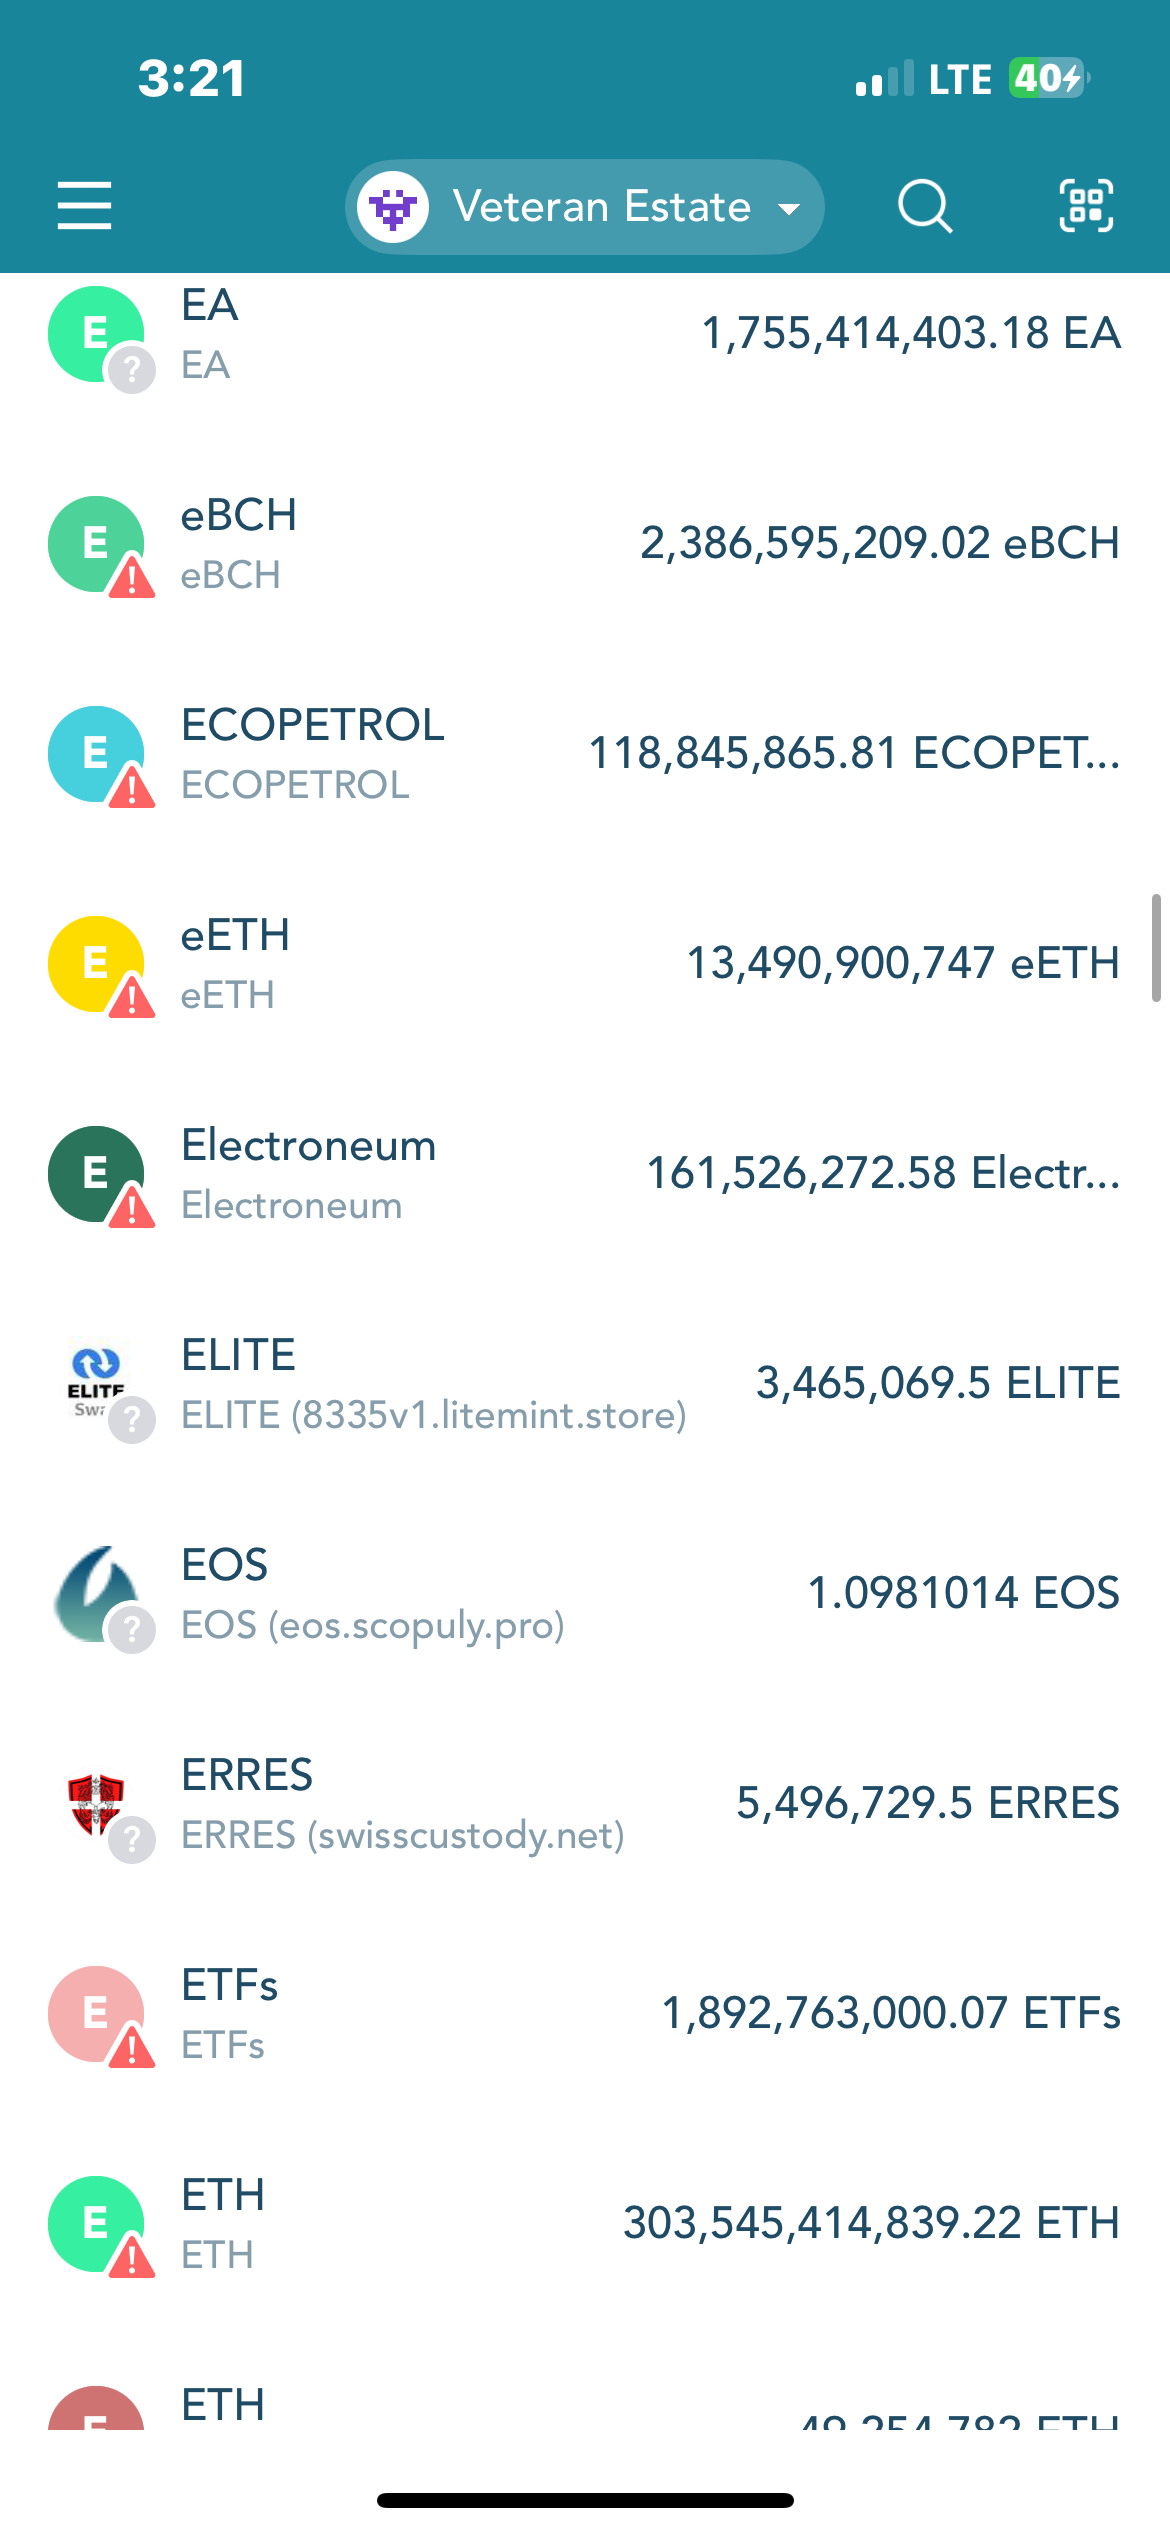 3:21
LTE 40
Veteran Estate
E
EA
EA
1,755,414,403.18 EA
?
E
eBCH
eBCH
2,386,595,209.02 eBCH
!
E
ECOPETROL
ECOPETROL
118,845,865.81 ECOPET...
!
E
eETH
eETH
13,490,900,747 eETH
!
E
Electroneum
Electroneum
161,526,272.58 Electr...
!
ELITE
ELITE
ELITE (8335v1.litemint.store)
3,465,069.5 ELITE
?
EOS
EOS (eos.scopuly.pro)
1.0981014 EOS
?
ERRES
ERRES (swisscustody.net)
5,496,729.5 ERRES
?
E
ETFs
ETFs
1,892,763,000.07 ETFs
!
E
ETH
ETH
303,545,414,839.22 ETH
!
E
ETH
ETH